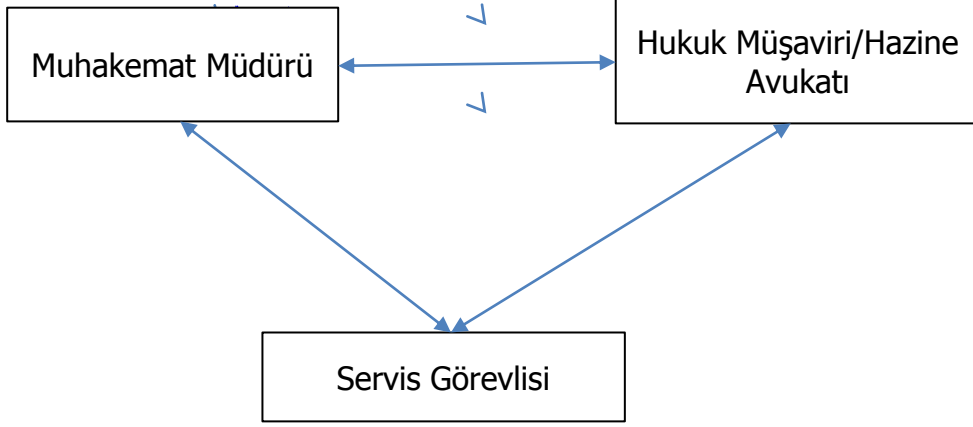 Muhakemat Müdürü
Hukuk Müşaviri/Hazine
Avukatı
Servis Görevlisi